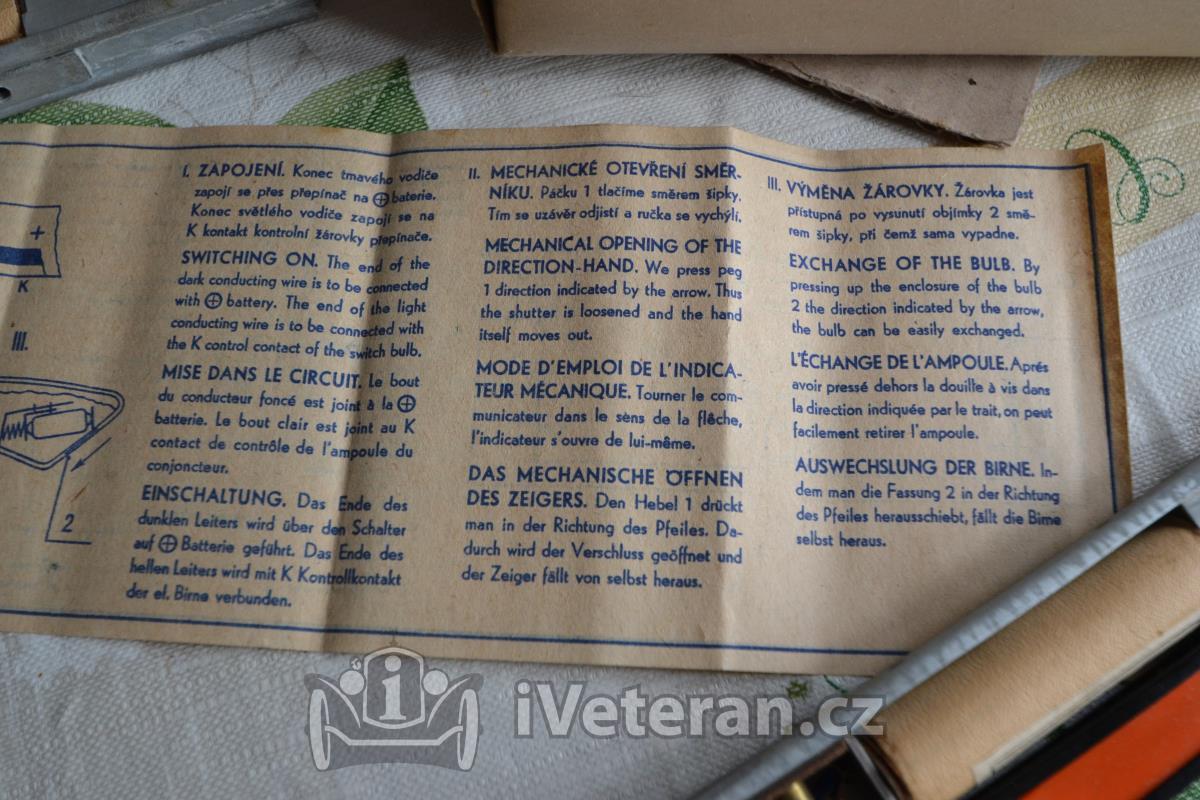 +
K
III.
2
I. ZAPOJENÍ. Konec tmavého vodiče
zapojí se přes přepínač na ⊕ baterie.
Konec světlého vodiče zapojí se na
K kontakt kontrolní žárovky přepínače.
SWITCHING ON. The end of the
dark conducting wire is to be connected
with ⊕ battery. The end of the light
conducting wire is to be connected with
the K control contact of the switch bulb.
MISE DANS LE CIRCUIT. Le bout
du conducteur foncé est joint à la ⊕
batterie. Le bout clair est joint au K
contact de contrôle de l'ampoule du
conjoncteur.
EINSCHALTUNG. Das Ende des
dunklen Leiters wird über den Schalter
auf ⊕ Batterie geführt. Das Ende des
hellen Leiters wird mit K Kontrollkontakt
der el. Birne verbunden.
II. MECHANICKÉ OTEVŘENÍ SMĚR-
NÍKU. Páčku 1 tlačíme směrem šipky.
Tím se uzávěr odjistí a ručka se vychýlí.
MECHANICAL OPENING OF THE
DIRECTION-HAND. We press peg
1 direction indicated by the arrow. Thus
the shutter is loosened and the hand
itself moves out.
MODE D'EMPLOI DE L'INDICA-
TEUR MÉCANIQUE. Tourner le com-
municateur dans le sens de la flêche,
l'indicateur s'ouvre de lui-même.
DAS MECHANISCHE ÖFFNEN
DES ZEIGERS. Den Hebel 1 drückt
man in der Richtung des Pfeiles. Da-
durch wird der Verschluss geöffnet und
der Zeiger fällt von selbst heraus.
III. VÝMĚNA ŽÁROVKY. Žárovka jest
přístupná po vysunutí objímky 2 smě-
rem šipky, při čemž sama vypadne.
EXCHANGE OF THE BULB. By
pressing up the enclosure of the bulb
2 the direction indicated by the arrow,
the bulb can be easily exchanged.
L'ÉCHANGE DE L'AMPOULE. Aprés
avoir pressé dehors la douille à vis dans
la direction indiquée par le trait, on peut
facilement retirer l'ampoule.
AUSWECHSLUNG DER BIRNE. In-
dem man die Fassung 2 in der Richtung
des Pfeiles herausschiebt, fällt die Birne
selbst heraus.
iVeteran.cz